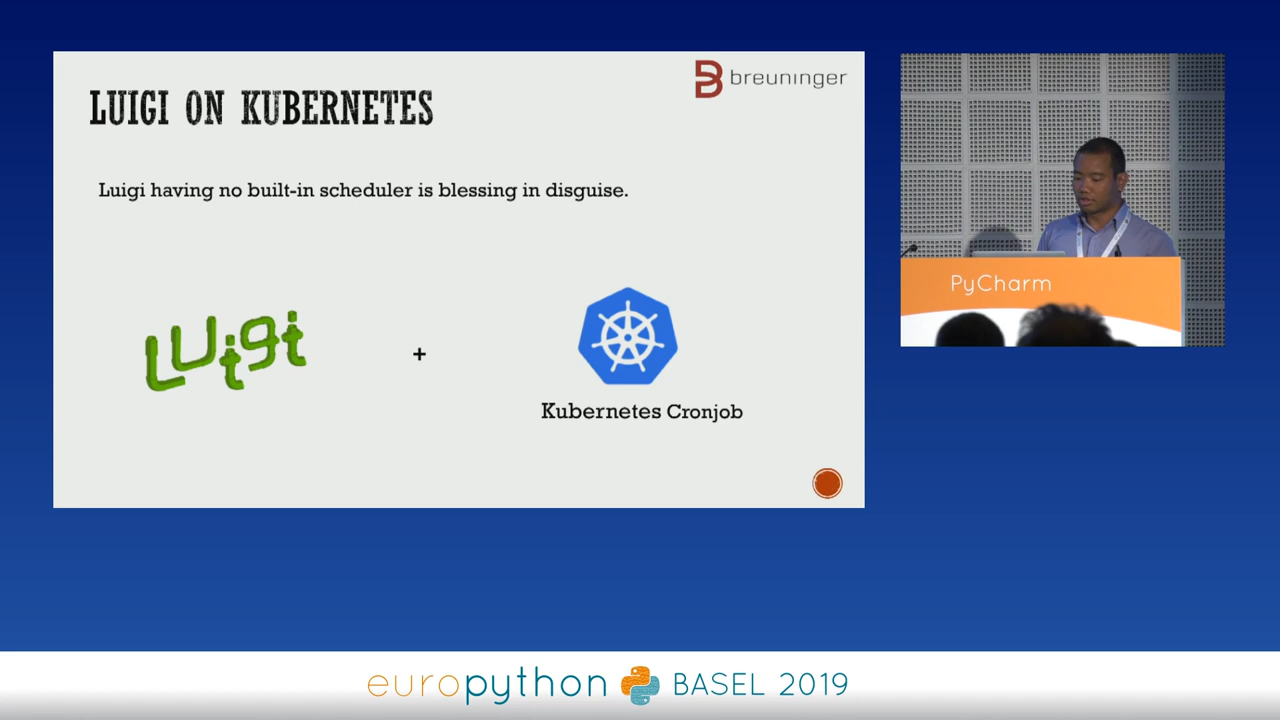 breuninger
LUIGI ON KUBERNETES
Luigi having no built-in scheduler is blessing in disguise.
Luigi
+
Kubernetes Cronjob
PyCharm
europython BASEL 2019